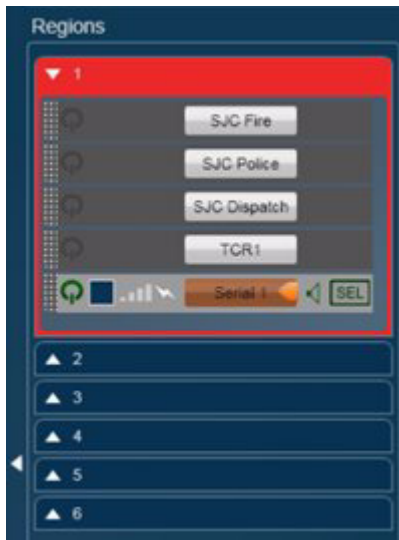 Regions
1
SJC Fire
SJC Police
SJC Dispatch
TCR1
Serial 1 SEL
2
3
4
5
6